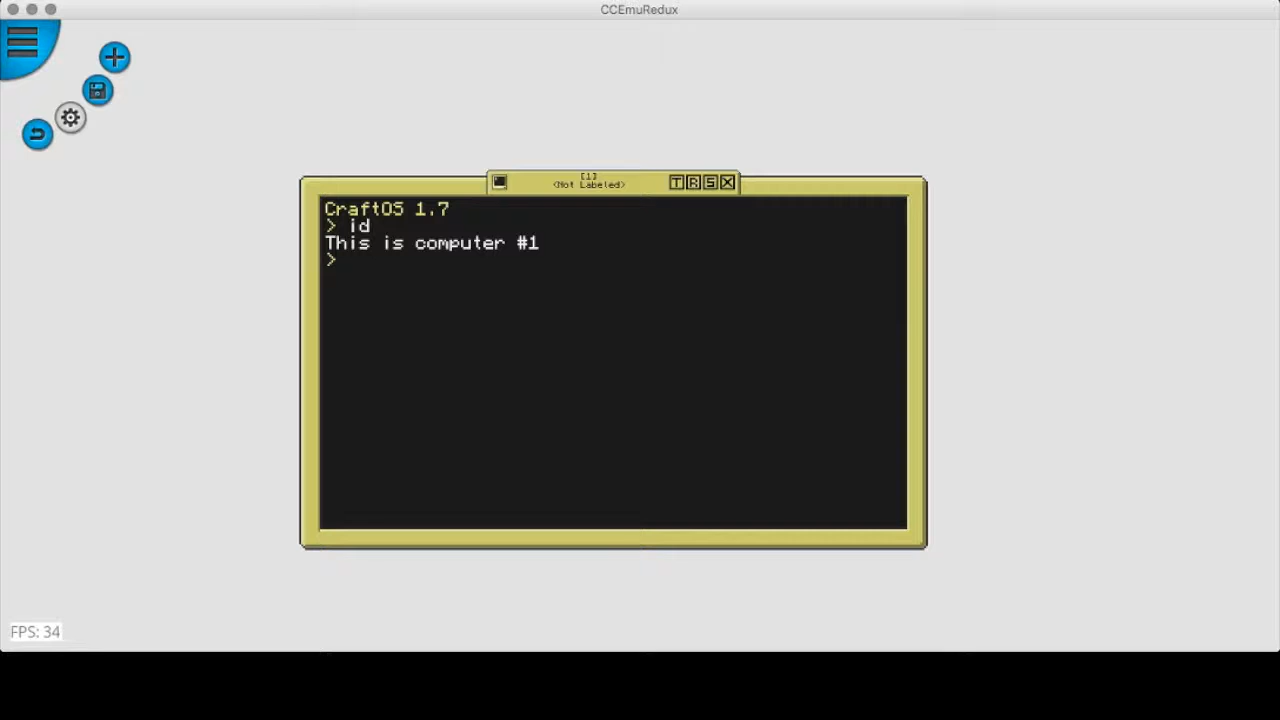 CCEmuRedux
[1]
<Not Labeled>
T R S X
CraftOS 1.7
> id
This is computer #1
>
FPS: 34